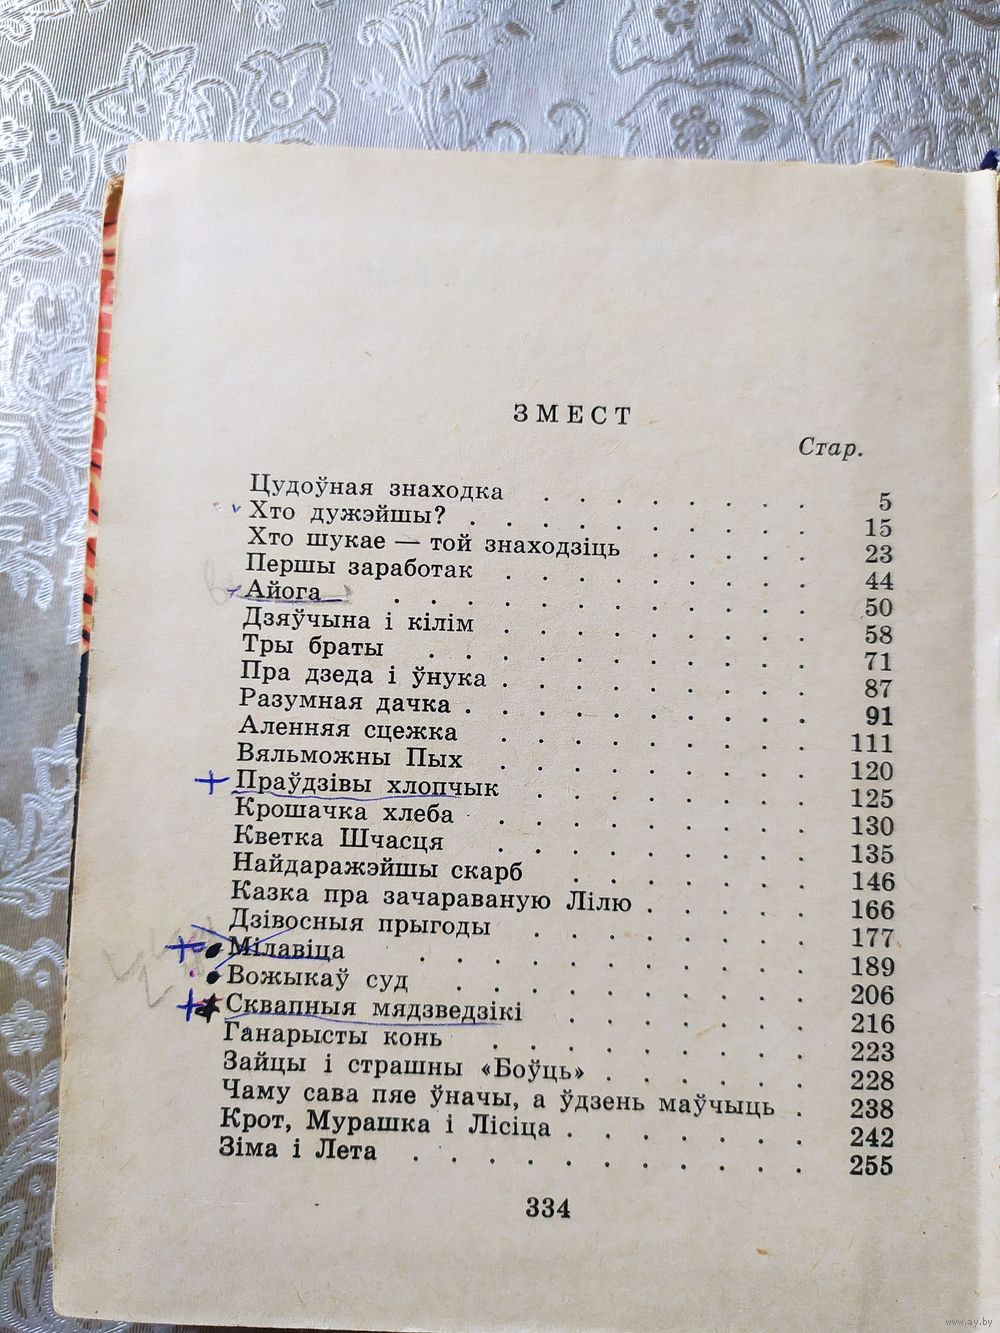 ЗМЕСТ
Стар.
Цудоўная знаходка . . . . . . . . 5
Хто дужэйшы? . . . . . . . . . . 15
Хто шукае — той знаходзіць . . . . . 23
Першы заработак . . . . . . . . . 44
Айога . . . . . . . . . . . . 50
Дзяўчына і кілім . . . . . . . . . 58
Тры браты . . . . . . . . . . . 71
Пра дзеда і ўнука . . . . . . . . . 87
Разумная дачка . . . . . . . . . . 91
Аленняя сцежка . . . . . . . . . 111
Вяльможны Пых . . . . . . . . . 120
Праўдзівы хлопчык . . . . . . . . 125
Крошачка хлеба . . . . . . . . . 130
Кветка Шчасця . . . . . . . . . 135
Найдаражэйшы скарб . . . . . . . 146
Казка пра зачараваную Лілю . . . . . 166
Дзівосныя прыгоды . . . . . . . . 177
Мілавіца . . . . . . . . . . . 189
Вожыкаў суд . . . . . . . . . . 206
Сквапныя мядзведзікі . . . . . . . 216
Ганарысты конь . . . . . . . . . 223
Зайцы і страшны «Боўць» . . . . . . 228
Чаму сава пяе ўначы, а ўдзень маўчыць . 238
Крот, Мурашка і Лісіца . . . . . . . 242
Зіма і Лета . . . . . . . . . . . 255
334
www.ay.by